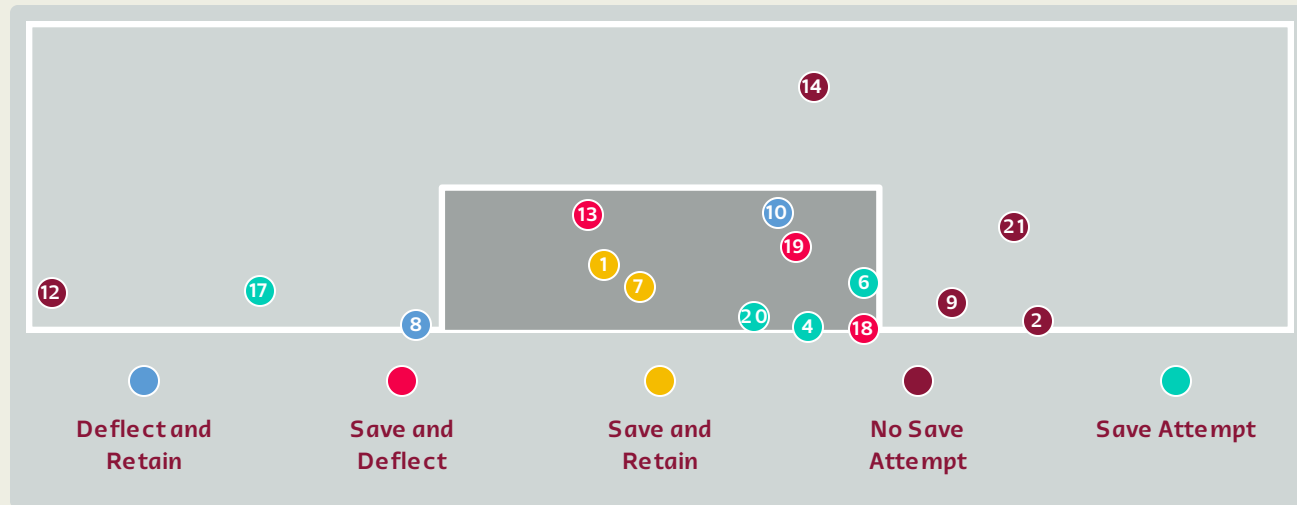 14
13
10
19
21
1
7
6
12
17
9
8
20
4
18
2
Deflect and
Retain
Save and
Deflect
Save and
Retain
No Save
Attempt
Save Attempt